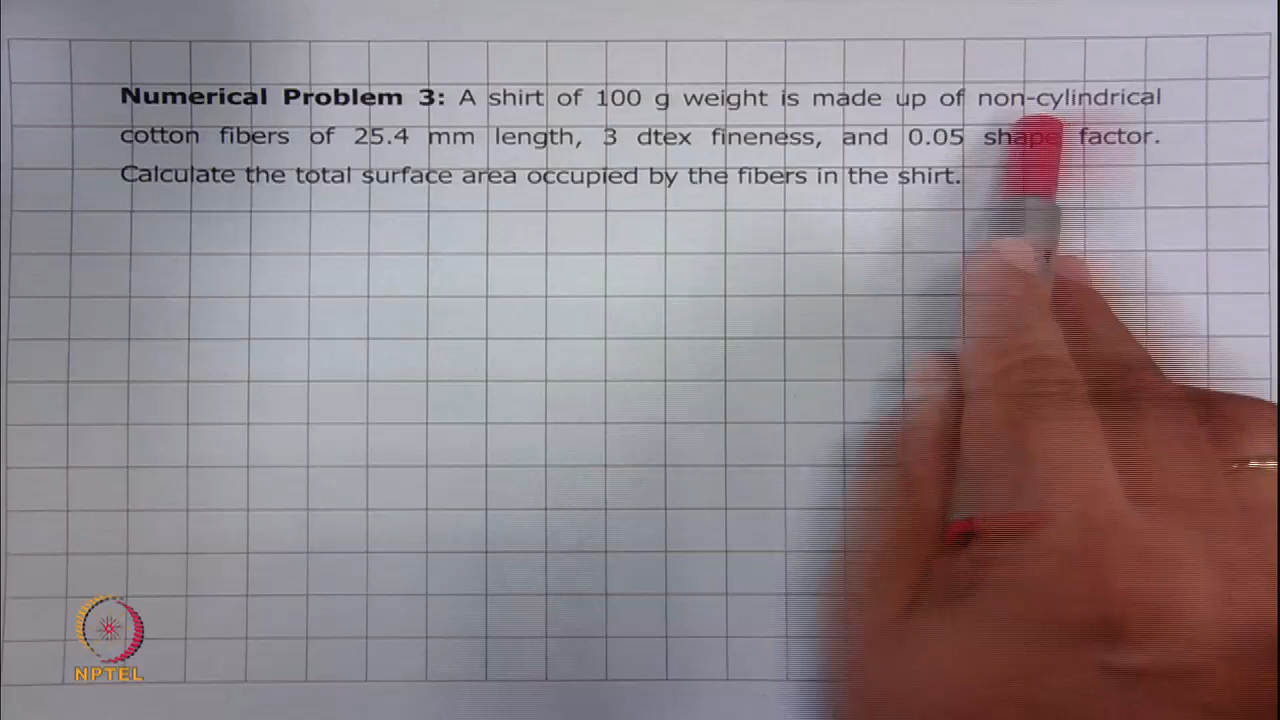 Numerical Problem 3: A shirt of 100 g weight is made up of non-cylindrical
cotton fibers of 25.4 mm length, 3 dtex fineness, and 0.05 shape factor.
Calculate the total surface area occupied by the fibers in the shirt.
NPTEL